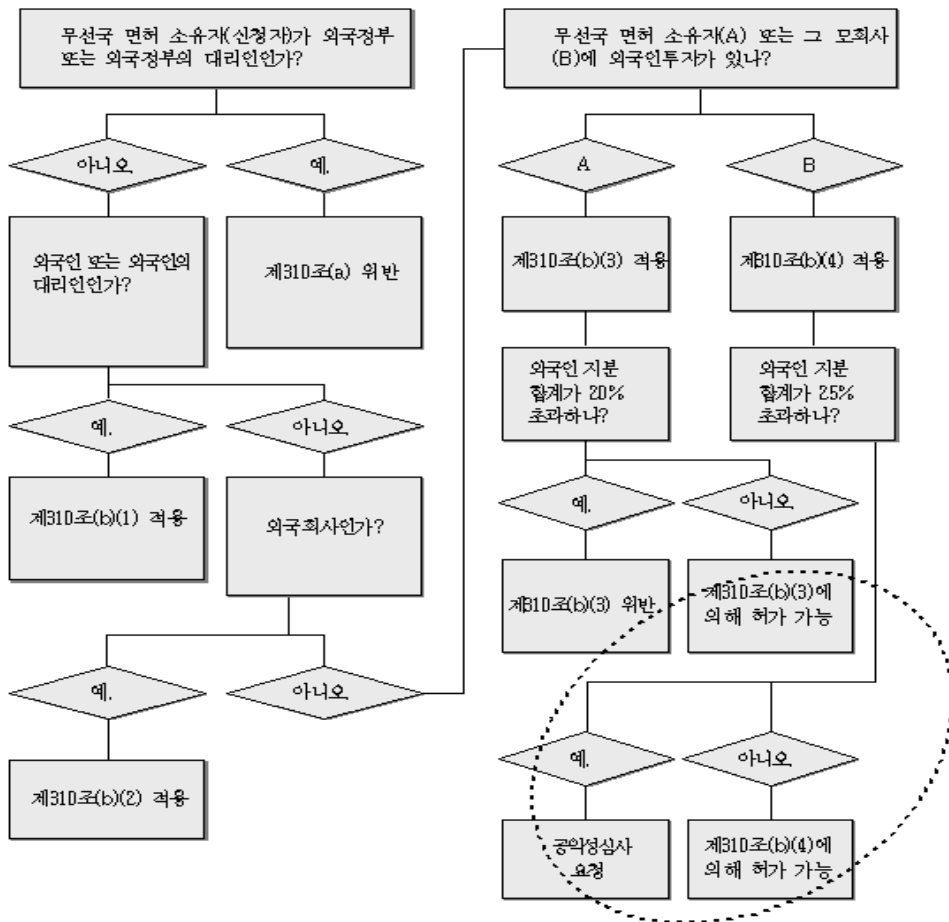 무선국 면허 소유자(신청자)가 외국정부
또는 외국정부의 대리인인가?
아니오
예.
외국인 또는 외국인의
대리인인가?
제310조(a) 위반
예.
아니오
제310조(b)(1) 적용
외국회사인가?
예.
아니오
제310조(b)(2) 적용
무선국 면허 소유자(A) 또는 그 모회사
(B)에 외국인투자가 있나?
A
B
제310조(b)(3) 적용
제310조(b)(4) 적용
외국인 지분
합계가 20%
초과하나?
외국인 지분
합계가 25%
초과하나?
예.
아니오
제310조(b)(3) 위반
제310조(b)(3)에
의해 허가 가능
예.
아니오
공익성심사
요청
제310조(b)(4)에
의해 허가 가능